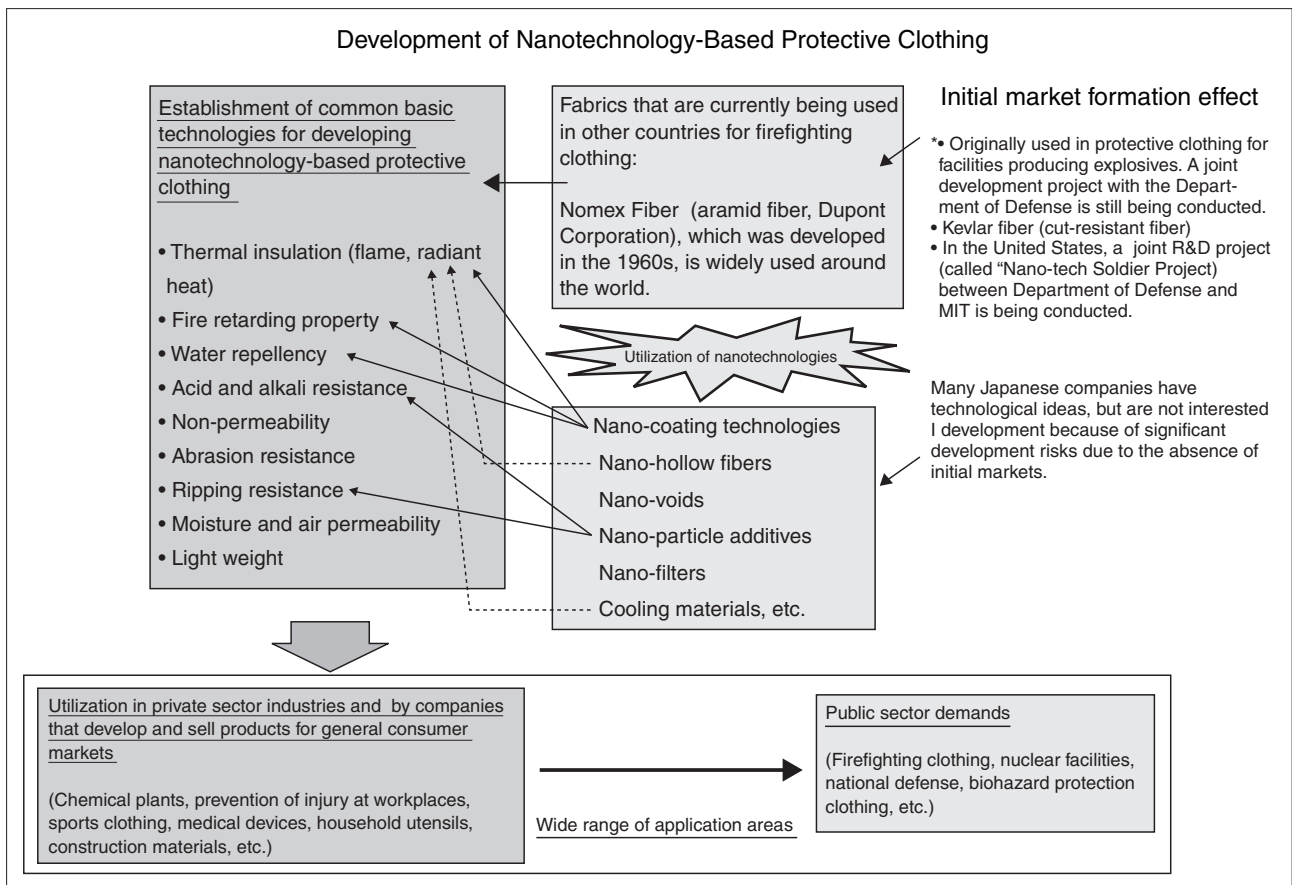 Development of Nanotechnology-Based Protective Clothing
Establishment of common basic
technologies for developing
nanotechnology-based protective
clothing
• Thermal insulation (flame, radiant
heat)
• Fire retarding property
• Water repellency
• Acid and alkali resistance
• Non-permeability
• Abrasion resistance
• Ripping resistance
• Moisture and air permeability
• Light weight
Fabrics that are currently being used
in other countries for firefighting
clothing:
Nomex Fiber (aramid fiber, Dupont
Corporation), which was developed
in the 1960s, is widely used around
the world.
Utilization of nanotechnologies
Nano-coating technologies
Nano-hollow fibers
Nano-voids
Nano-particle additives
Nano-filters
Cooling materials, etc.
Initial market formation effect
*• Originally used in protective clothing for
facilities producing explosives. A joint
development project with the Depart-
ment of Defense is still being conducted.
• Kevlar fiber (cut-resistant fiber)
• In the United States, a joint R&D project
(called “Nano-tech Soldier Project)
between Department of Defense and
MIT is being conducted.
Many Japanese companies have
technological ideas, but are not interested
I development because of significant
development risks due to the absence of
initial markets.
Utilization in private sector industries and by companies
that develop and sell products for general consumer
markets
(Chemical plants, prevention of injury at workplaces,
sports clothing, medical devices, household utensils,
construction materials, etc.)
Wide range of application areas
Public sector demands
(Firefighting clothing, nuclear facilities,
national defense, biohazard protection
clothing, etc.)